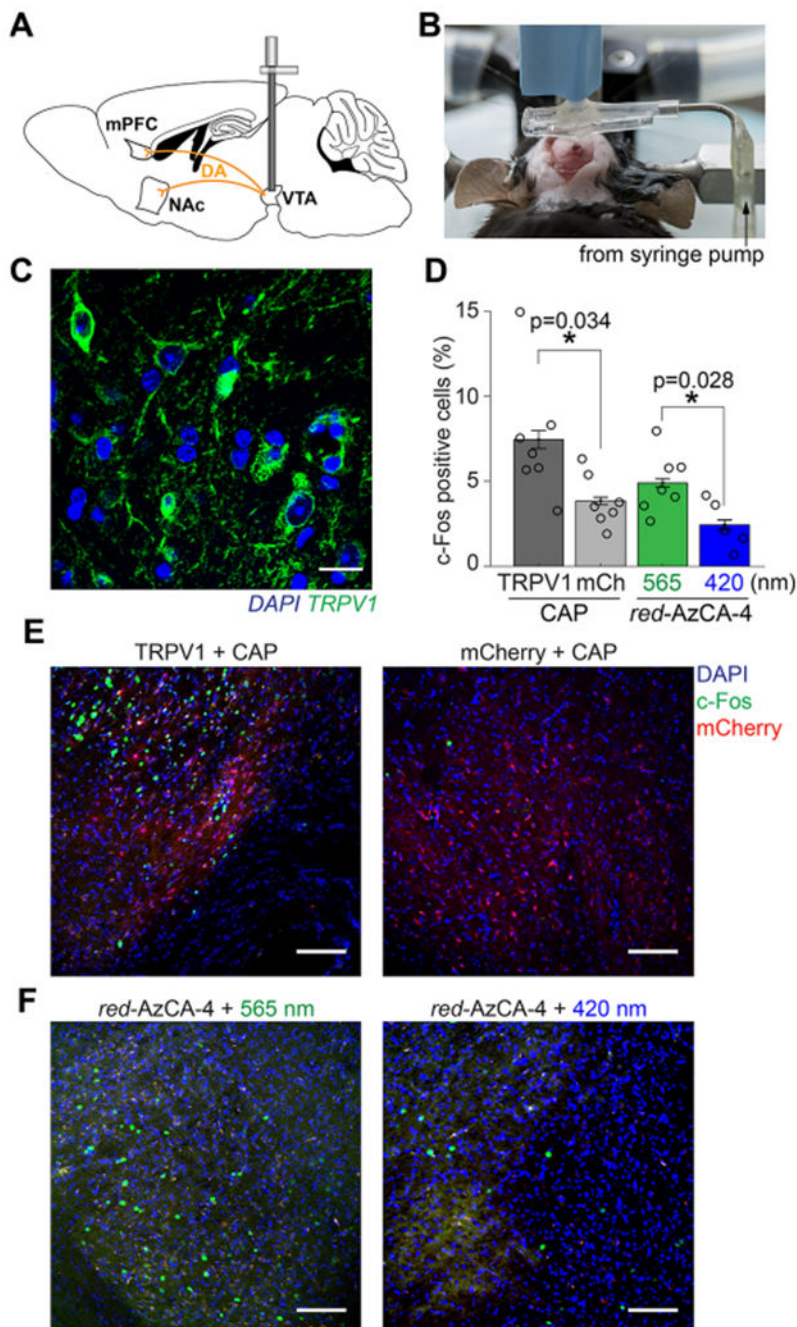 A
mPFC
DA
NAc
VTA
B
from syringe pump
C
DAPI TRPV1
D
c-Fos positive cells (%)
15
10
5
0
p=0.034
*
p=0.028
*
TRPV1 mCh 565 420 (nm)
CAP red-AzCA-4
E
TRPV1 + CAP mCherry + CAP
DAPI
c-Fos
mCherry
F
red-AzCA-4 + 565 nm red-AzCA-4 + 420 nm